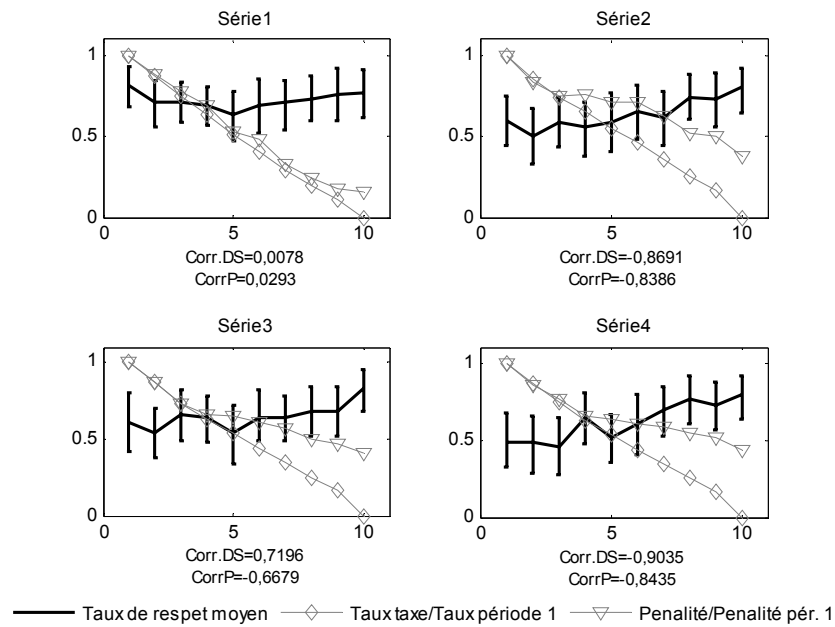 Série1
1
0.5
0
0 5 10
Corr.DS=0,0078
CorrP=0,0293
Série2
1
0.5
0
0 5 10
Corr.DS=-0,8691
CorrP=-0,8386
Série3
1
0.5
0
0 5 10
Corr.DS=0,7196
CorrP=-0,6679
Série4
1
0.5
0
0 5 10
Corr.DS=-0,9035
CorrP=-0,8435
Taux de respet moyen Taux taxe/Taux période 1 Penalité/Penalité pér. 1